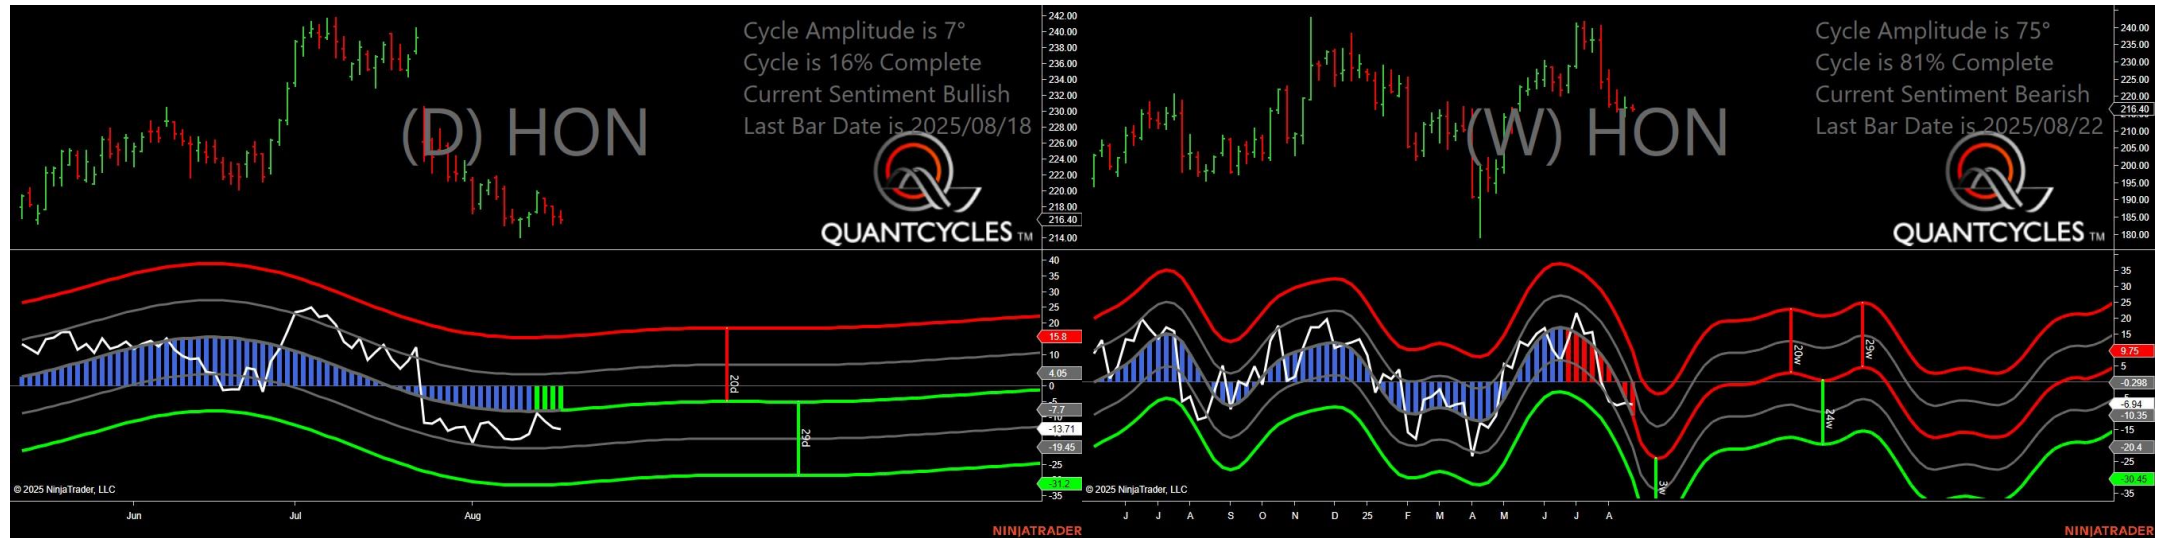 Cycle Amplitude is 7°
Cycle is 16% Complete
Current Sentiment Bullish
Last Bar Date is 2025/08/18
(D) HON
QUANTCYCLES TM
242.00
240.00
238.00
236.00
234.00
232.00
230.00
228.00
226.00
224.00
222.00
220.00
218.00
216.40
214.00
40
35
30
25
20
15.8
10
4.05
0
-5
-7.7
-13.71
-19.45
-25
-31.2
-35
20d
29d
© 2025 NinjaTrader, LLC
Jun
Jul
Aug
NINJATRADER
Cycle Amplitude is 75°
Cycle is 81% Complete
Current Sentiment Bearish
Last Bar Date is 2025/08/22
(W) HON
QUANTCYCLES TM
240.00
235.00
230.00
225.00
220.00
216.40
210.00
205.00
200.00
195.00
190.00
185.00
180.00
35
30
25
20
15
9.75
5
-0.298
-6.94
-10.35
-15
-20.4
-25
-30.45
-35
3w
20w
24w
29w
© 2025 NinjaTrader, LLC
J
J
A
S
O
N
D
25
F
M
A
M
J
J
A
NINJATRADER